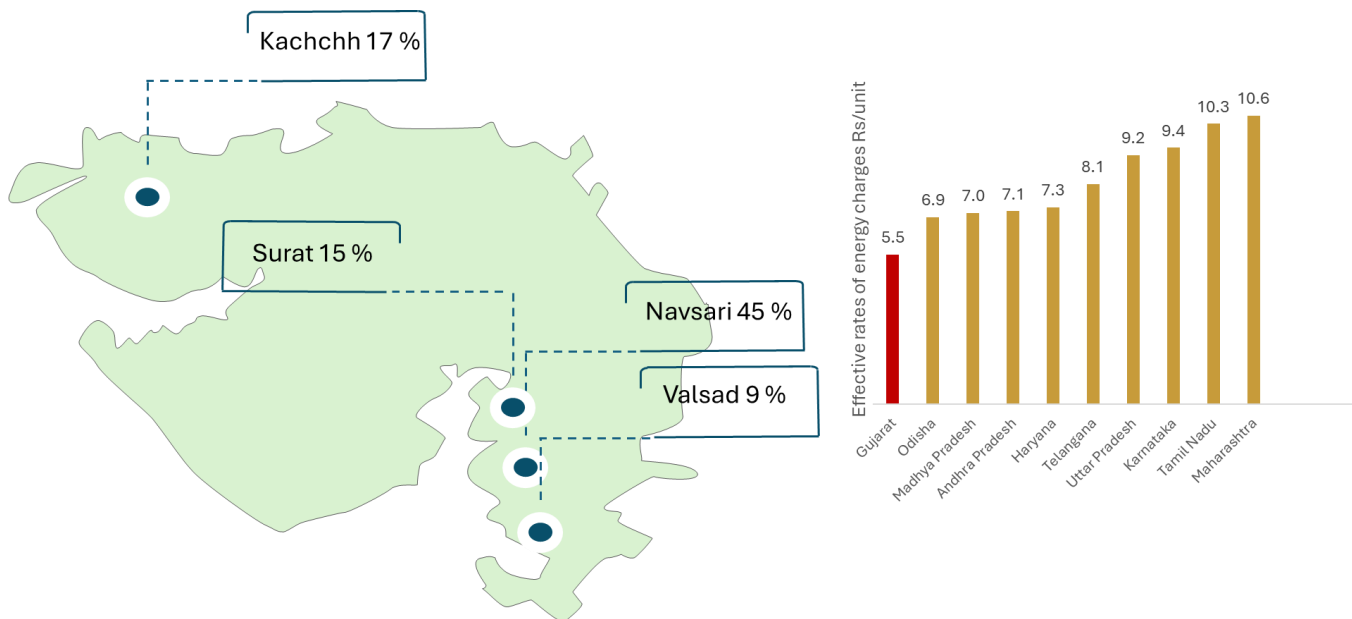 Kachchh 17 %
Surat 15 %
Navsari 45 %
Valsad 9 %
Effective rates of energy charges Rs/unit
5.5
6.9
7.0
7.1
7.3
8.1
9.2
9.4
10.3
10.6
Gujarat
Odisha
Madhya Pradesh
Andhra Pradesh
Haryana
Telangana
Uttar Pradesh
Karnataka
Tamil Nadu
Maharashtra